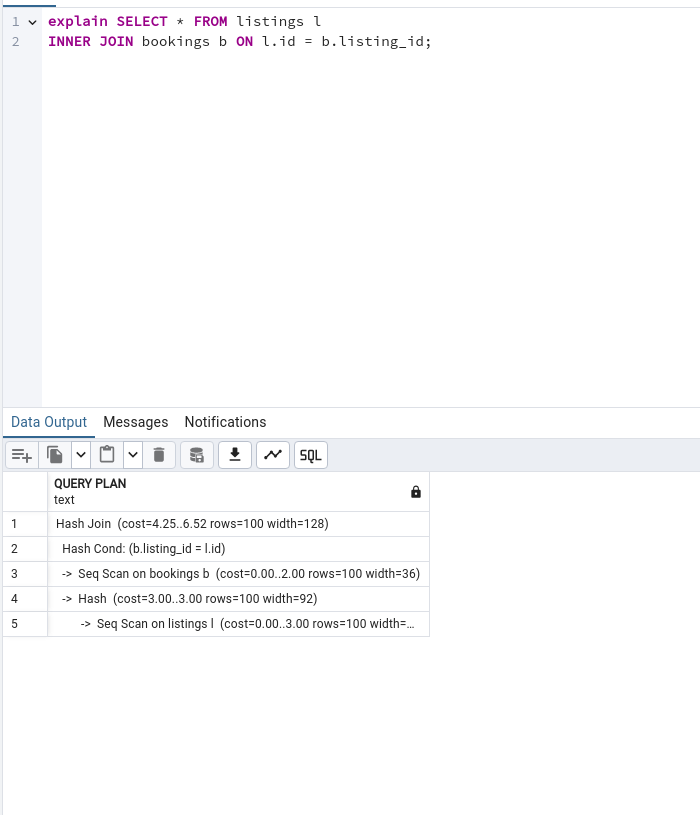 1 explain SELECT * FROM listings l
2 INNER JOIN bookings b ON l.id = b.listing_id;
Data Output Messages Notifications
SQL
QUERY PLAN
text
1 Hash Join (cost=4.25..6.52 rows=100 width=128)
2 Hash Cond: (b.listing_id = l.id)
3 -> Seq Scan on bookings b (cost=0.00..2.00 rows=100 width=36)
4 -> Hash (cost=3.00..3.00 rows=100 width=92)
5 -> Seq Scan on listings l (cost=0.00..3.00 rows=100 width=...